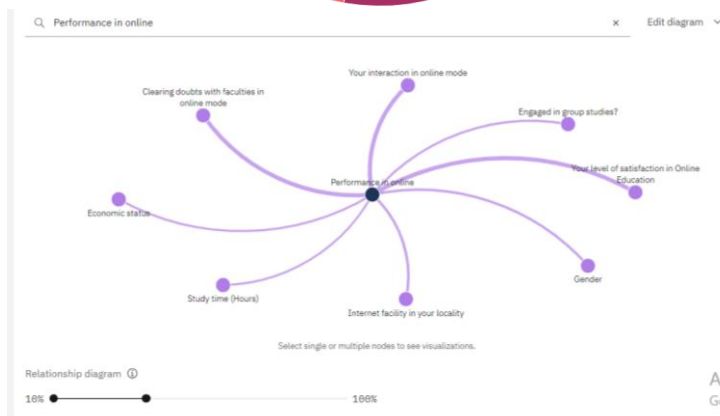 Performance in online
×
Edit diagram
Your interaction in online mode
Clearing doubts with faculties in
online mode
Engaged in group studies?
Your level of satisfaction in Online
Education
Performance in online
Economic status
Gender
Study time (Hours)
Internet facility in your locality
Select single or multiple nodes to see visualizations.
Relationship diagram
10%
100%